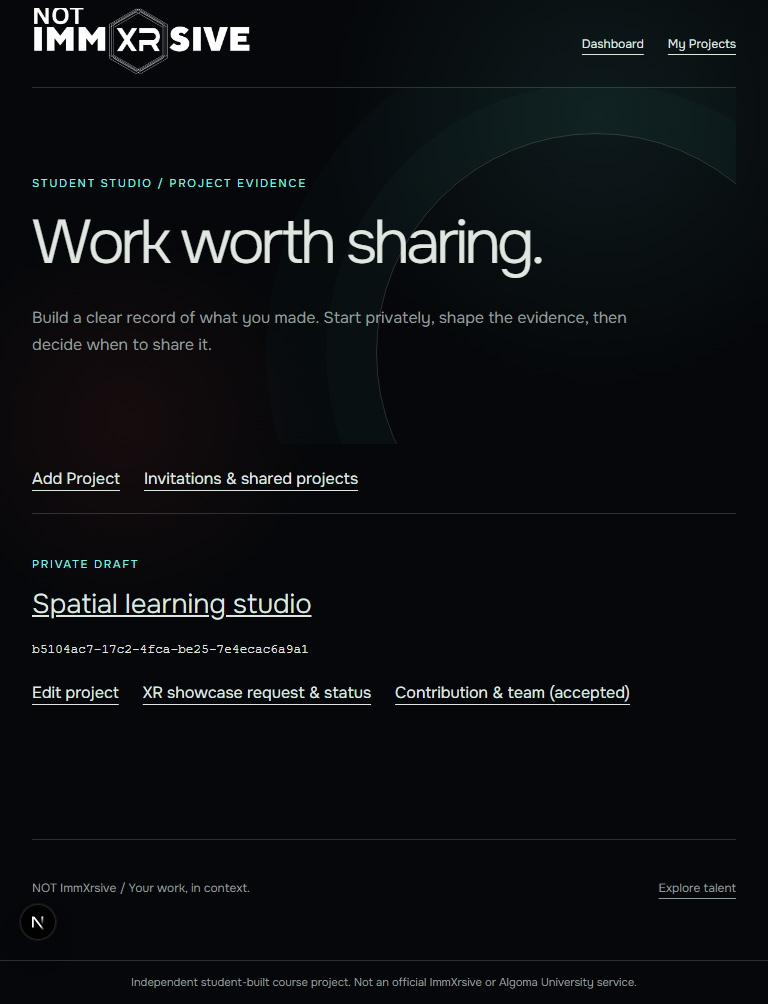 NOT
IMMXRSIVE
Dashboard My Projects
STUDENT STUDIO / PROJECT EVIDENCE
Work worth sharing.
Build a clear record of what you made. Start privately, shape the evidence, then
decide when to share it.
Add Project Invitations & shared projects
PRIVATE DRAFT
Spatial learning studio
b5104ac7-17c2-4fca-be25-7e4ecac6a9a1
Edit project XR showcase request & status Contribution & team (accepted)
NOT ImmXrsive / Your work, in context. Explore talent
N
Independent student-built course project. Not an official ImmXrsive or Algoma University service.